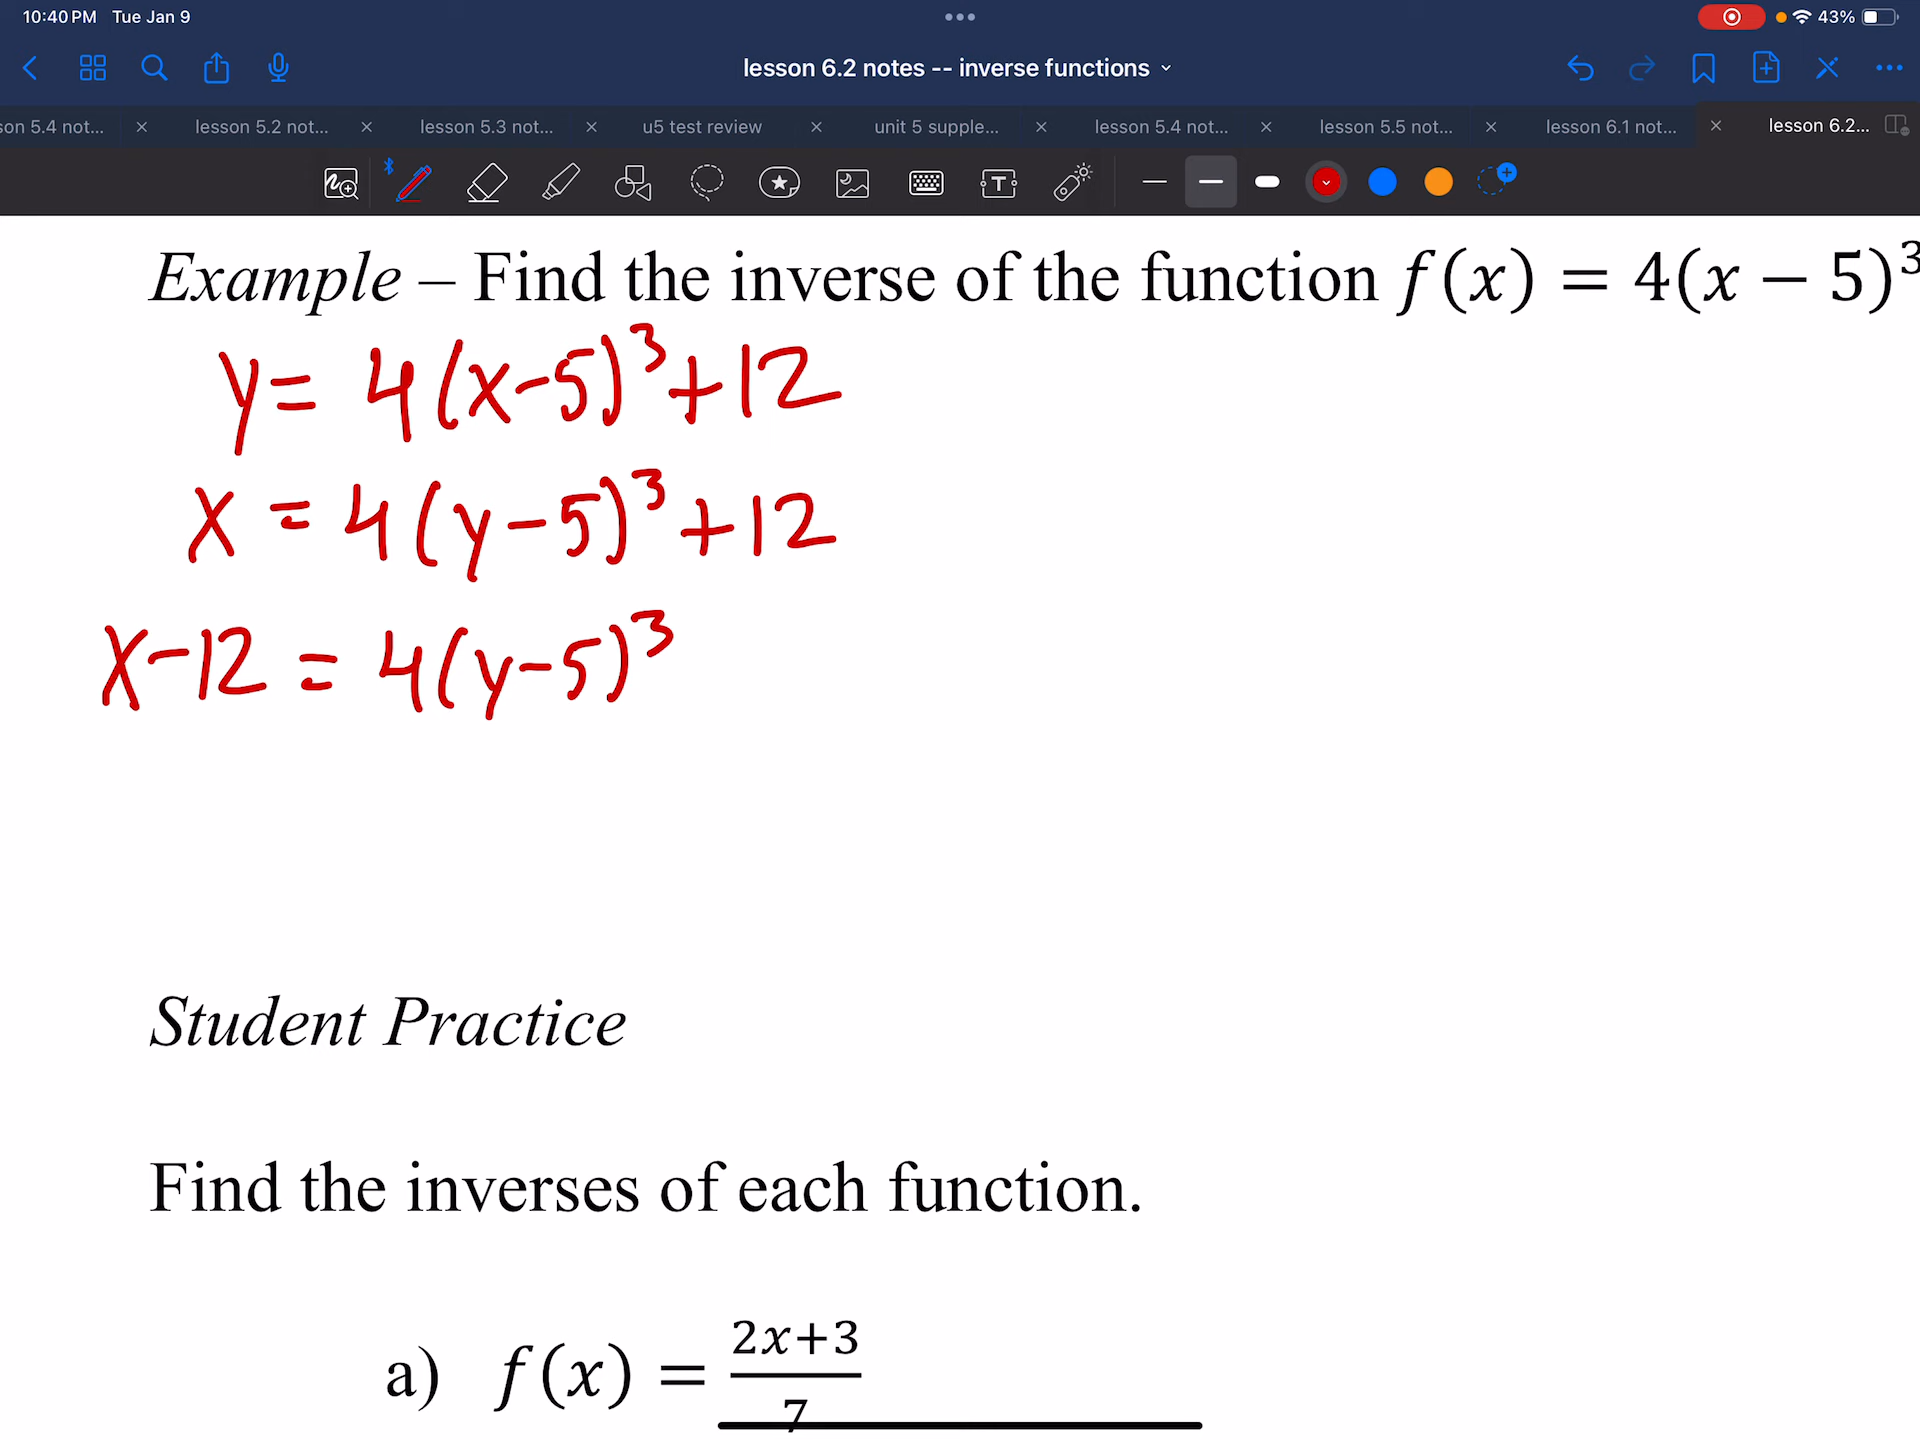 10:40 PM Tue Jan 9 43%
lesson 6.2 notes -- inverse functions
son 5.4 not... lesson 5.2 not... lesson 5.3 not... u5 test review unit 5 supple... lesson 5.4 not... lesson 5.5 not... lesson 6.1 not... lesson 6.2...
Example – Find the inverse of the function f(x) = 4(x − 5)³
y = 4(x-5)³+12
x = 4(y-5)³+12
x-12 = 4(y-5)³
Student Practice
Find the inverses of each function.
a) f(x) = 2x+3
7